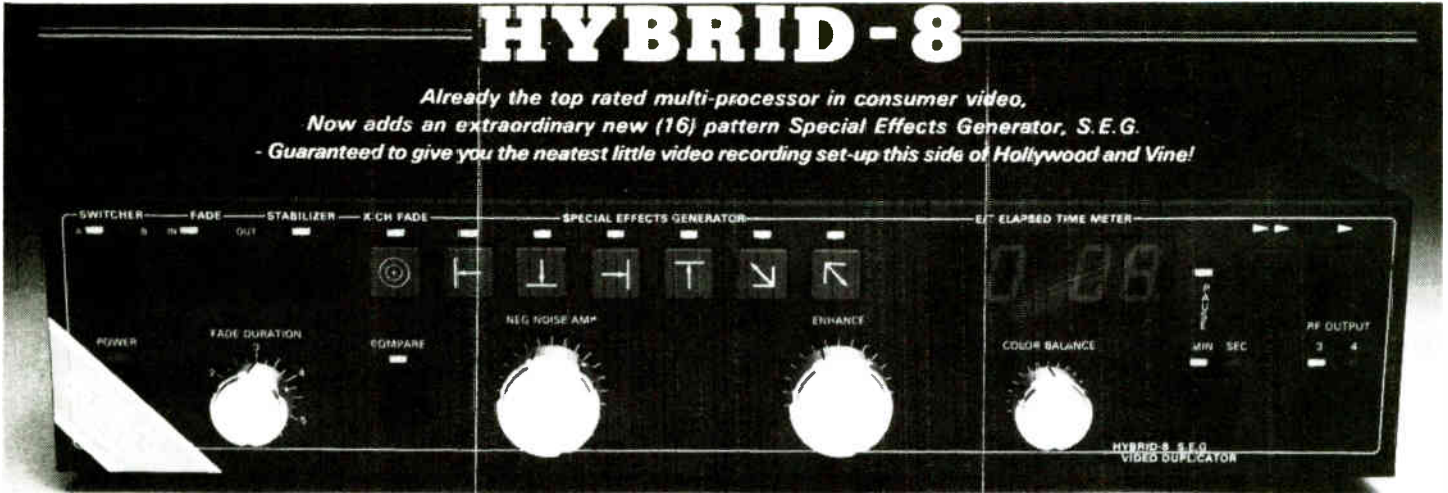 HYBRID-8
Already the top rated multi-processor in consumer video,
Now adds an extraordinary new (16) pattern Special Effects Generator, S.E.G.
- Guaranteed to give you the neatest little video recording set-up this side of Hollywood and Vine!
SWITCHER FADE STABILIZER X-CH FADE SPECIAL EFFECTS GENERATOR E/T ELAPSED TIME METER
A B IN OUT
0 08
PAUSE
NEG NOISE AMP ENHANCE
POWER FADE DURATION COMPARE COLOR BALANCE MIN SEC RF OUTPUT
3 4
2 3 4 5
HYBRID-8 S.E.G
VIDEO DUPLICATOR